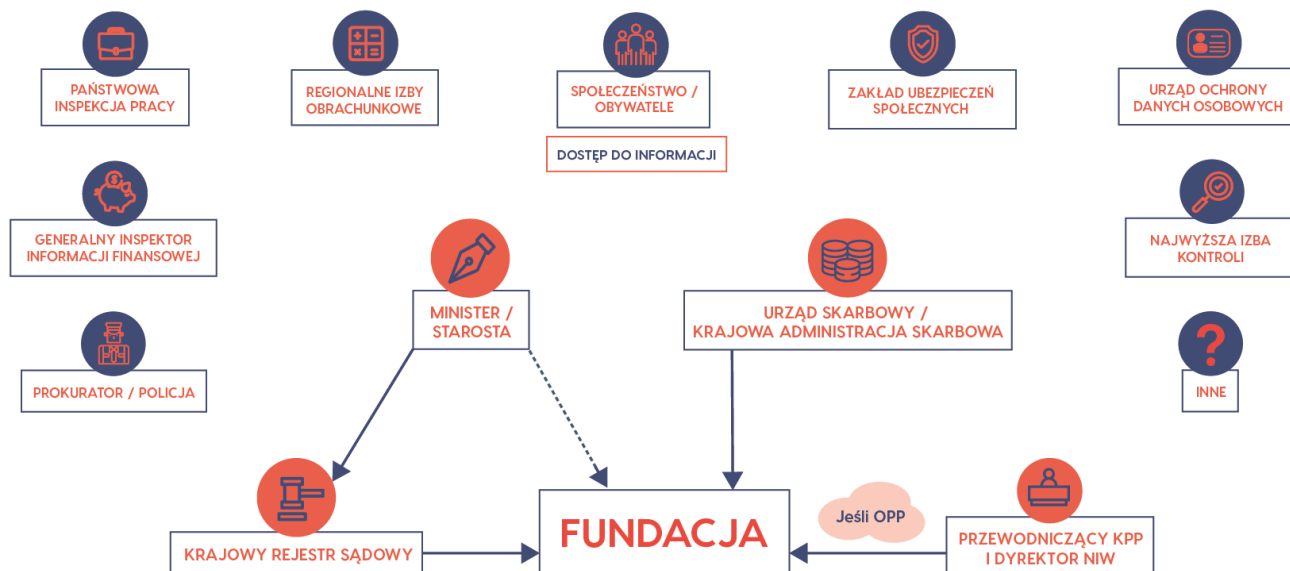 PAŃSTWOWA
INSPEKCJA PRACY
REGIONALNE IZBY
OBRACHUNKOWE
SPOŁECZEŃSTWO /
OBYWATELE
DOSTĘP DO INFORMACJI
ZAKŁAD UBEZPIECZEŃ
SPOŁECZNYCH
URZĄD OCHRONY
DANYCH OSOBOWYCH
GENERALNY INSPEKTOR
INFORMACJI FINANSOWEJ
NAJWYŻSZA IZBA
KONTROLI
MINISTER /
STAROSTA
URZĄD SKARBOWY /
KRAJOWA ADMINISTRACJA SKARBOWA
PROKURATOR / POLICJA
INNE
KRAJOWY REJESTR SĄDOWY
FUNDACJA
Jeśli OPP
PRZEWODNICZĄCY KPP
I DYREKTOR NIW